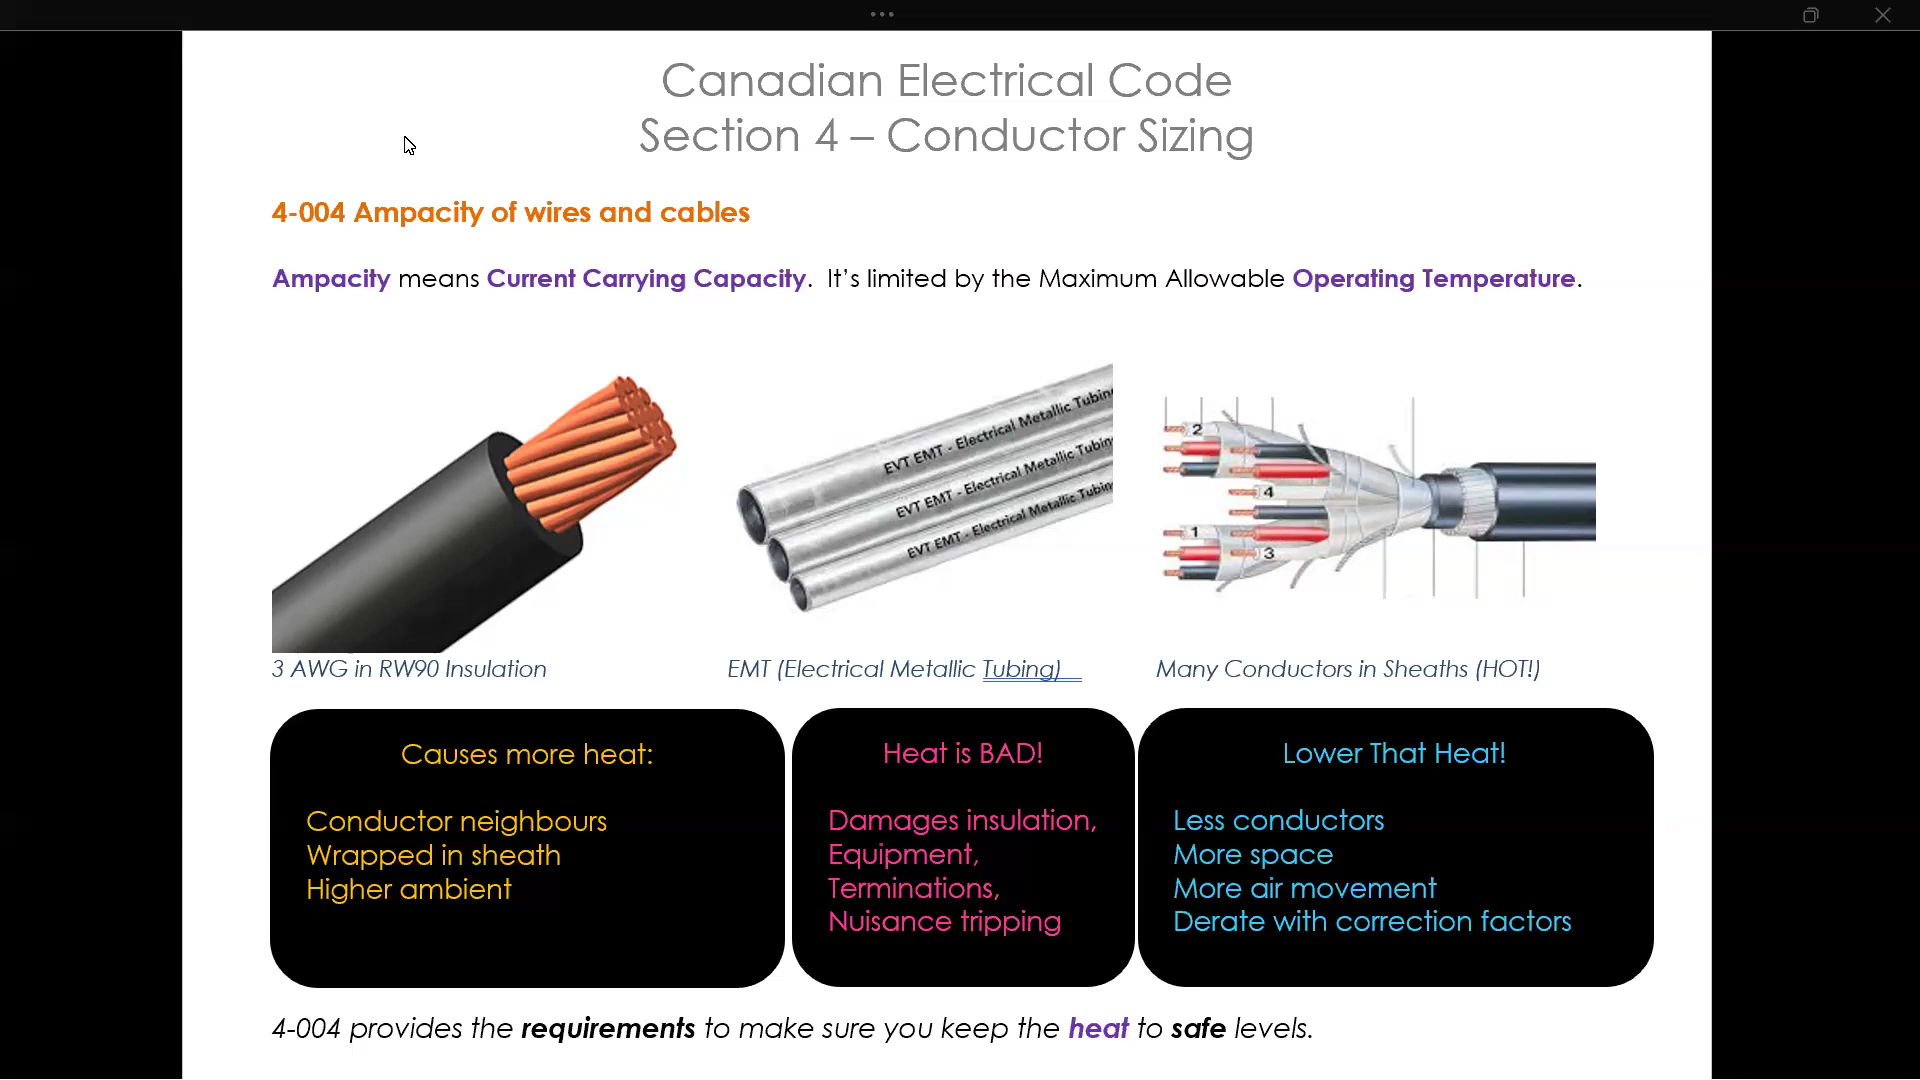 Canadian Electrical Code
Section 4 – Conductor Sizing
4-004 Ampacity of wires and cables
Ampacity means Current Carrying Capacity. It’s limited by the Maximum Allowable Operating Temperature.
EVT EMT - Electrical Metallic Tubing
EVT EMT - Electrical Metallic Tubing
EVT EMT - Electrical Metallic Tubing
2
4
1
3
3 AWG in RW90 Insulation
EMT (Electrical Metallic Tubing)
Many Conductors in Sheaths (HOT!)
Causes more heat:
Conductor neighbours
Wrapped in sheath
Higher ambient
Heat is BAD!
Damages insulation,
Equipment,
Terminations,
Nuisance tripping
Lower That Heat!
Less conductors
More space
More air movement
Derate with correction factors
4-004 provides the requirements to make sure you keep the heat to safe levels.